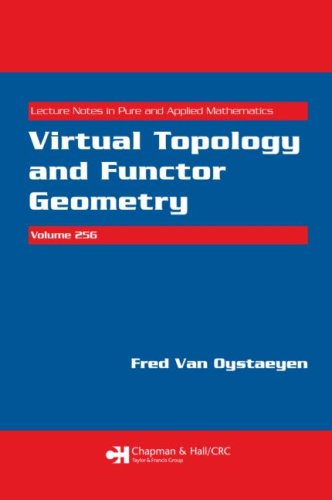 Lecture Notes in Pure and Applied Mathematics
Virtual Topology
and Functor
Geometry
Volume 256
Fred Van Oystaeyen
Chapman & Hall/CRC
Taylor & Francis Group